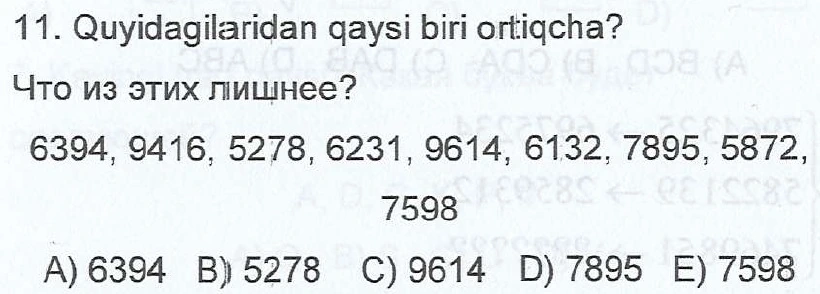 11. Quyidagilaridan qaysi biri ortiqcha?
Что из этих лишнее?
6394, 9416, 5278, 6231, 9614, 6132, 7895, 5872,
7598
A) 6394 B) 5278 C) 9614 D) 7895 E) 7598